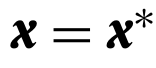 x = x*